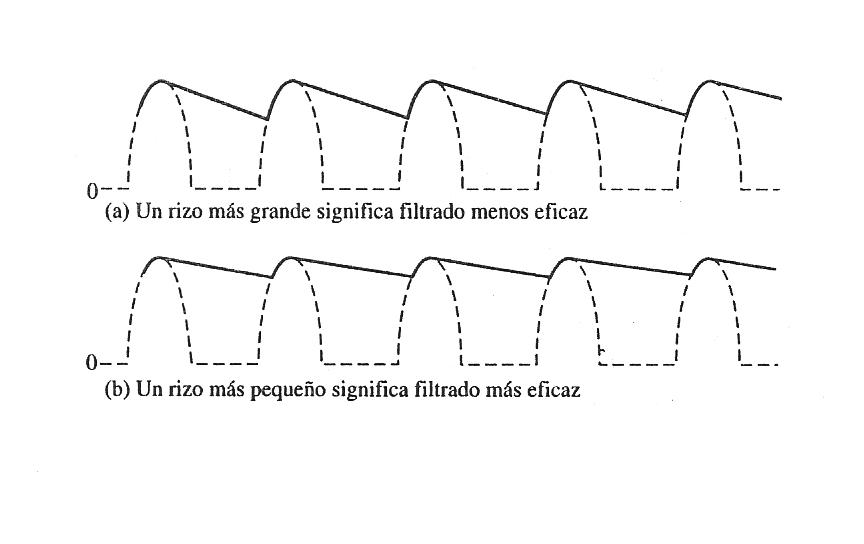 0
(a) Un rizo más grande significa filtrado menos eficaz
0
(b) Un rizo más pequeño significa filtrado más eficaz